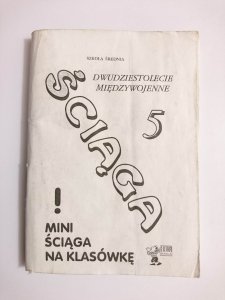 SZKOŁA ŚREDNIA
DWUDZIESTOLECIE
MIĘDZYWOJENNE
5
ŚCIĄGA
!
MINI
ŚCIĄGA
NA KLASÓWKĘ